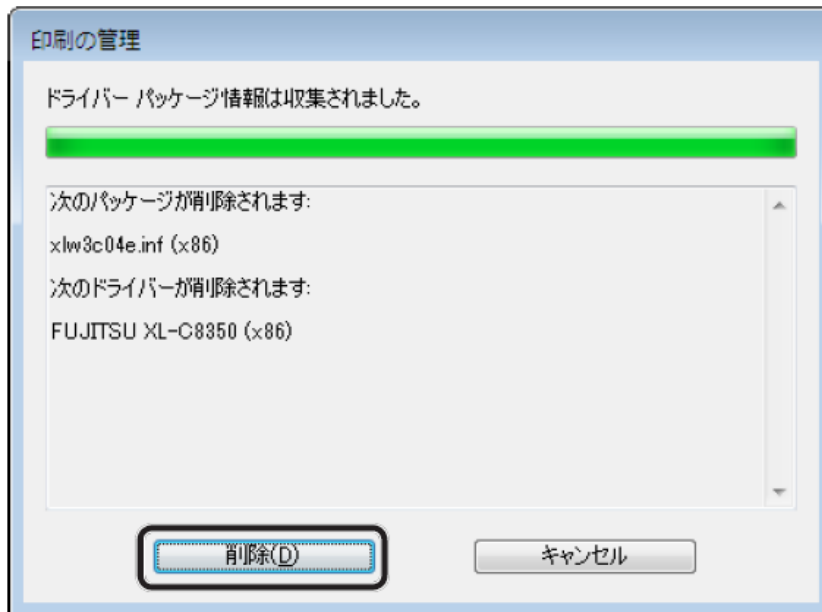 印刷の管理
ドライバー パッケージ情報は収集されました。
次のパッケージが削除されます:
xlw3c04e.inf (x86)
次のドライバーが削除されます:
FUJITSU XL-C8350 (x86)
削除(D) キャンセル